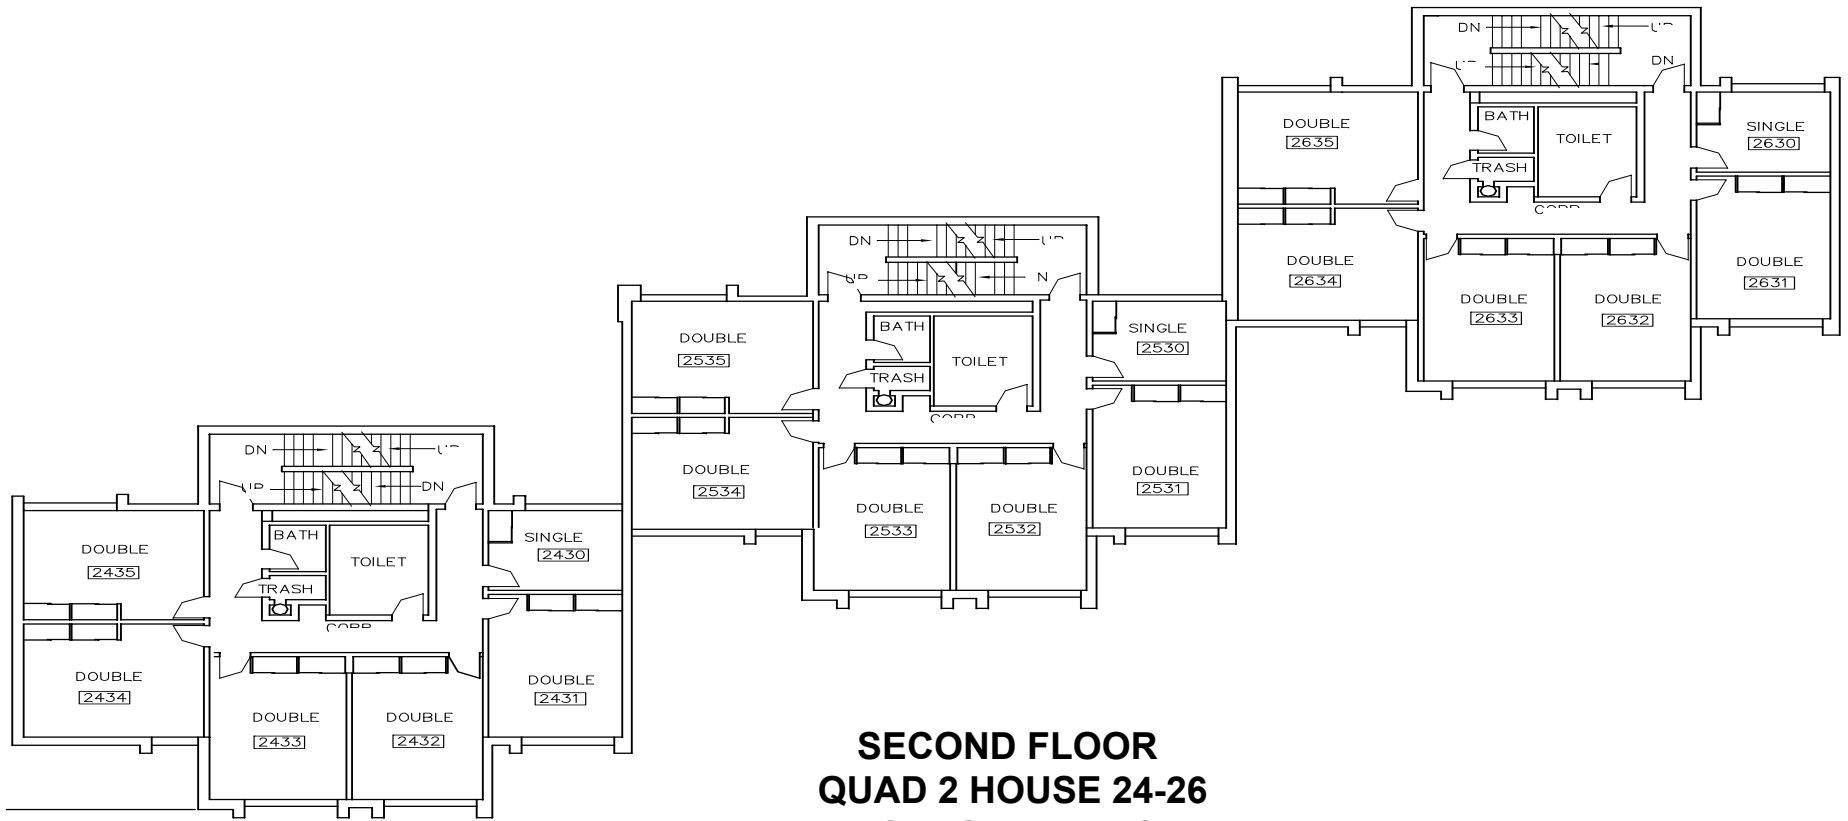 DN
DN
DOUBLE
2635
BATH
TOILET
TRASH
SINGLE
2630
DOUBLE
2634
DOUBLE
2633
DOUBLE
2632
DOUBLE
2631
DN
N
DOUBLE
2535
BATH
TOILET
TRASH
SINGLE
2530
DOUBLE
2534
DOUBLE
2533
DOUBLE
2532
DOUBLE
2531
DN
DN
DOUBLE
2435
BATH
TOILET
TRASH
SINGLE
2430
DOUBLE
2434
DOUBLE
2433
DOUBLE
2432
DOUBLE
2431
SECOND FLOOR
QUAD 2 HOUSE 24-26